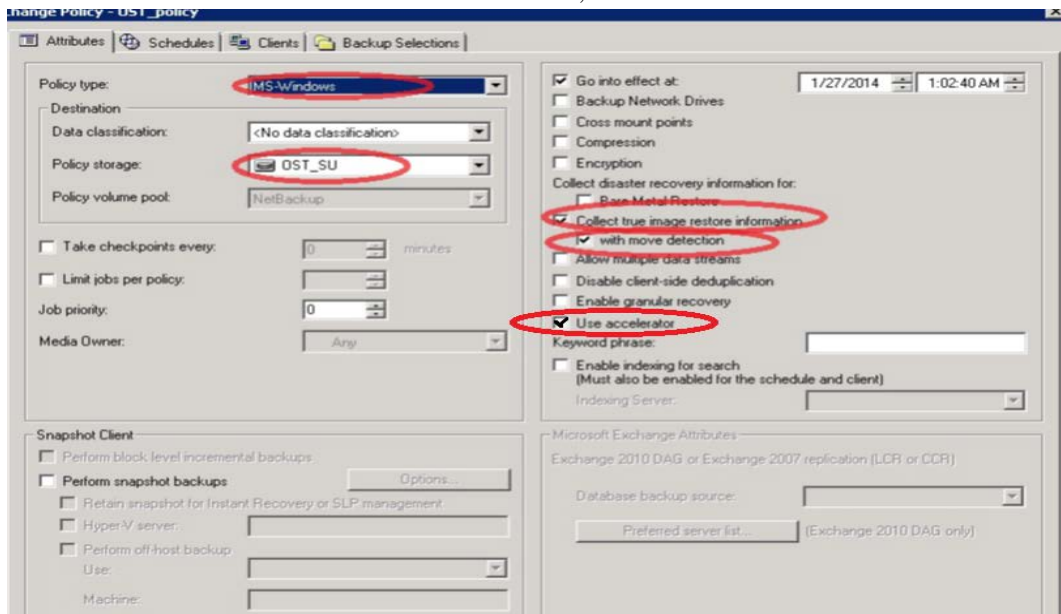 hange Policy - OST_policy
Attributes Schedules Clients Backup Selections
Policy type: MS-Windows
Destination
Data classification: <No data classification>
Policy storage: OST_SU
Policy volume pool: NetBackup
Take checkpoints every: 0 minutes
Limit jobs per policy:
Job priority: 0
Media Owner: Any
Go into effect at: 1/27/2014 1:02:40 AM
Backup Network Drives
Cross mount points
Compression
Encryption
Collect disaster recovery information for:
Bare Metal Restore
Collect true image restore information
with move detection
Allow multiple data streams
Disable client-side deduplication
Enable granular recovery
Use accelerator
Keyword phrase:
Enable indexing for search
(Must also be enabled for the schedule and client)
Indexing Server:
Snapshot Client
Perform block level incremental backups
Perform snapshot backups Options...
Retain snapshot for Instant Recovery or SLP management
Hyper-V server:
Perform off-host backup
Use:
Machine:
Microsoft Exchange Attributes
Exchange 2010 DAG or Exchange 2007 replication (LCR or CCR)
Database backup source:
Preferred server list... (Exchange 2010 DAG only)